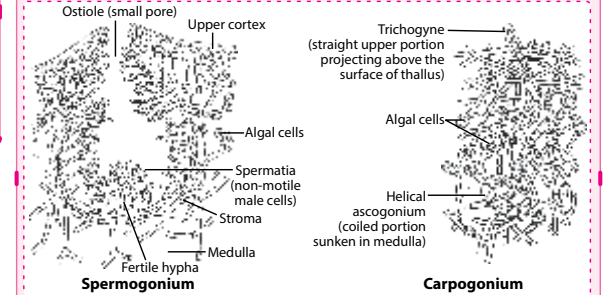 Ostiole (small pore)
Upper cortex
Algal cells
Spermatia
(non-motile
male cells)
Stroma
Medulla
Fertile hypha
Spermogonium
Trichogyne
(straight upper portion
projecting above the
surface of thallus)
Algal cells
Helical
ascogonium
(coiled portion
sunken in medulla)
Carpogonium